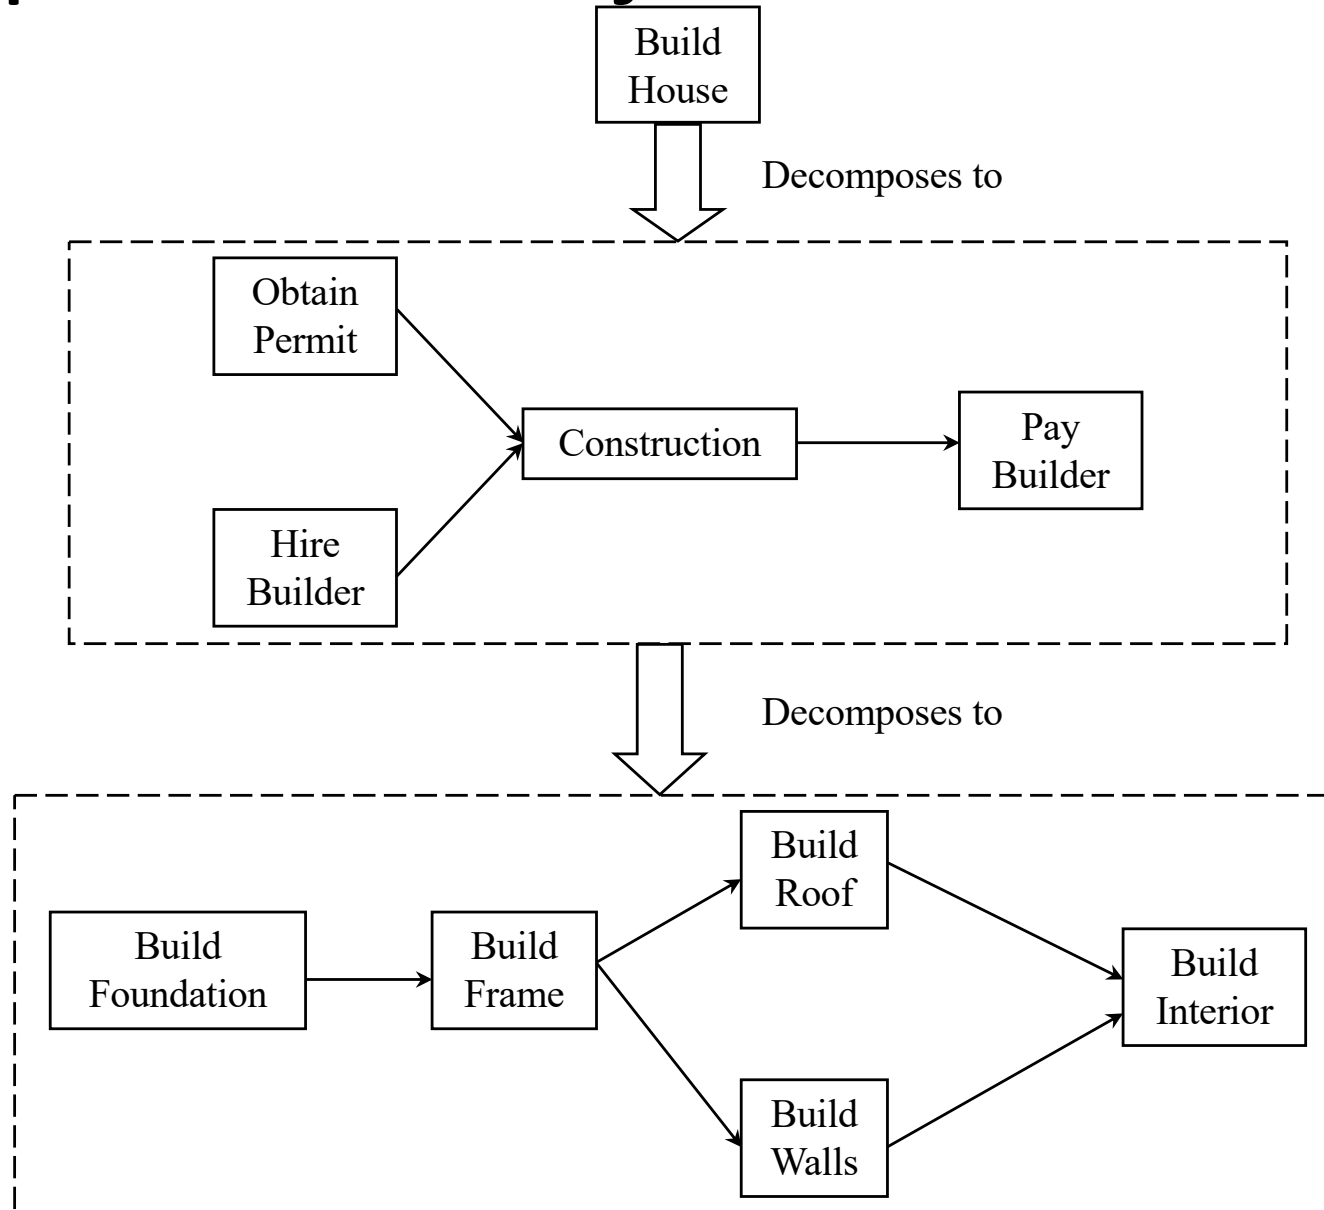 Build
House
Decomposes to
Obtain
Permit
Construction
Pay
Builder
Hire
Builder
Decomposes to
Build
Roof
Build
Foundation
Build
Frame
Build
Interior
Build
Walls